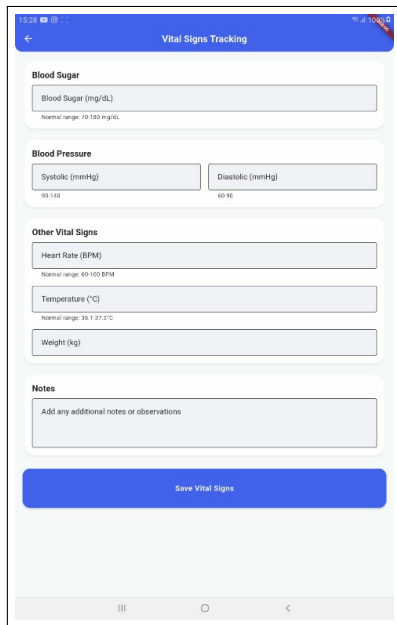 15:28
100%
Vital Signs Tracking
Blood Sugar
Blood Sugar (mg/dL)
Normal range: 70-180 mg/dL
Blood Pressure
Systolic (mmHg) Diastolic (mmHg)
90-140 60-90
Other Vital Signs
Heart Rate (BPM)
Normal range: 60-100 BPM
Temperature (°C)
Normal range: 36.1-37.2°C
Weight (kg)
Notes
Add any additional notes or observations
Save Vital Signs